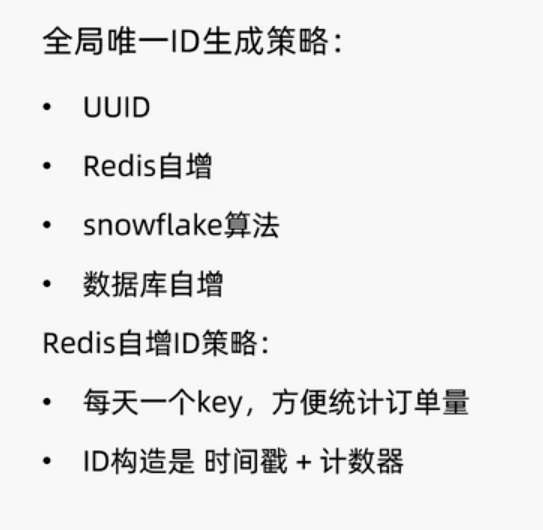 全局唯一ID生成策略：
• UUID
• Redis自增
• snowflake算法
• 数据库自增
Redis自增ID策略：
• 每天一个key，方便统计订单量
• ID构造是 时间戳 + 计数器